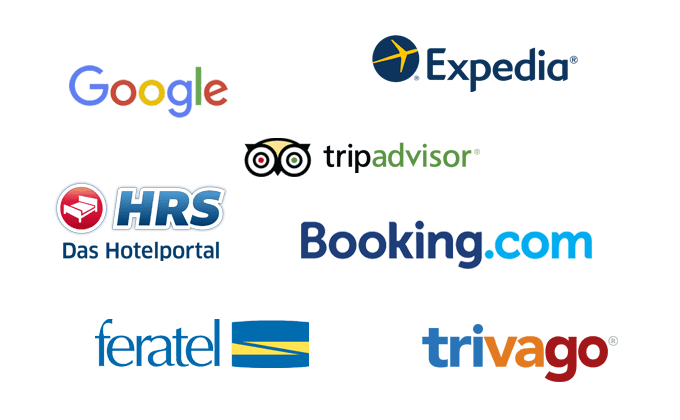 Google
Expedia®
®
tripadvisor®
HRS
Das Hotelportal
Booking.com
feratel
trivago®